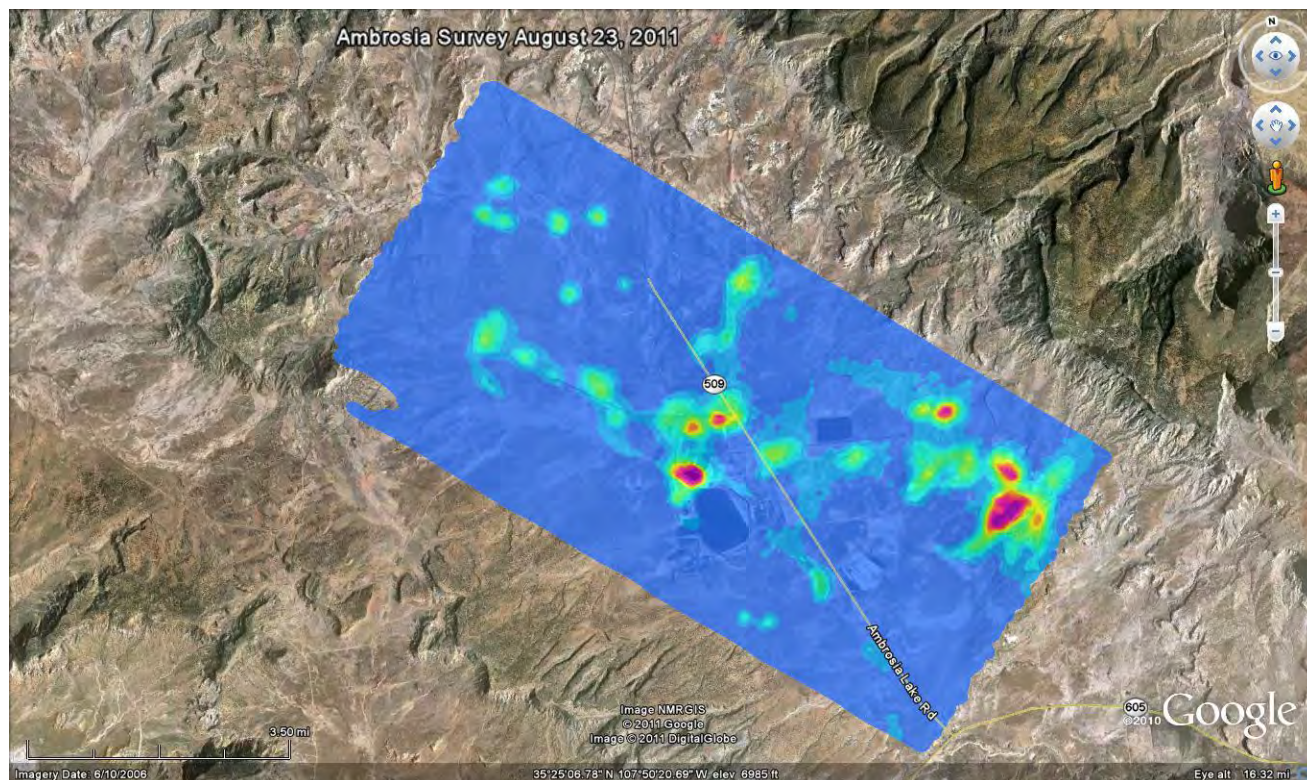 Ambrosia Survey August 23, 2011
N
509
Ambrosia Lake Rd
605
Image NMRGIS
© 2011 Google
Image © 2011 DigitalGlobe
©2010 Google
3.50 mi
Imagery Date: 6/10/2006
35°25'06.78" N 107°50'20.69" W elev 6985 ft
Eye alt 16.32 mi